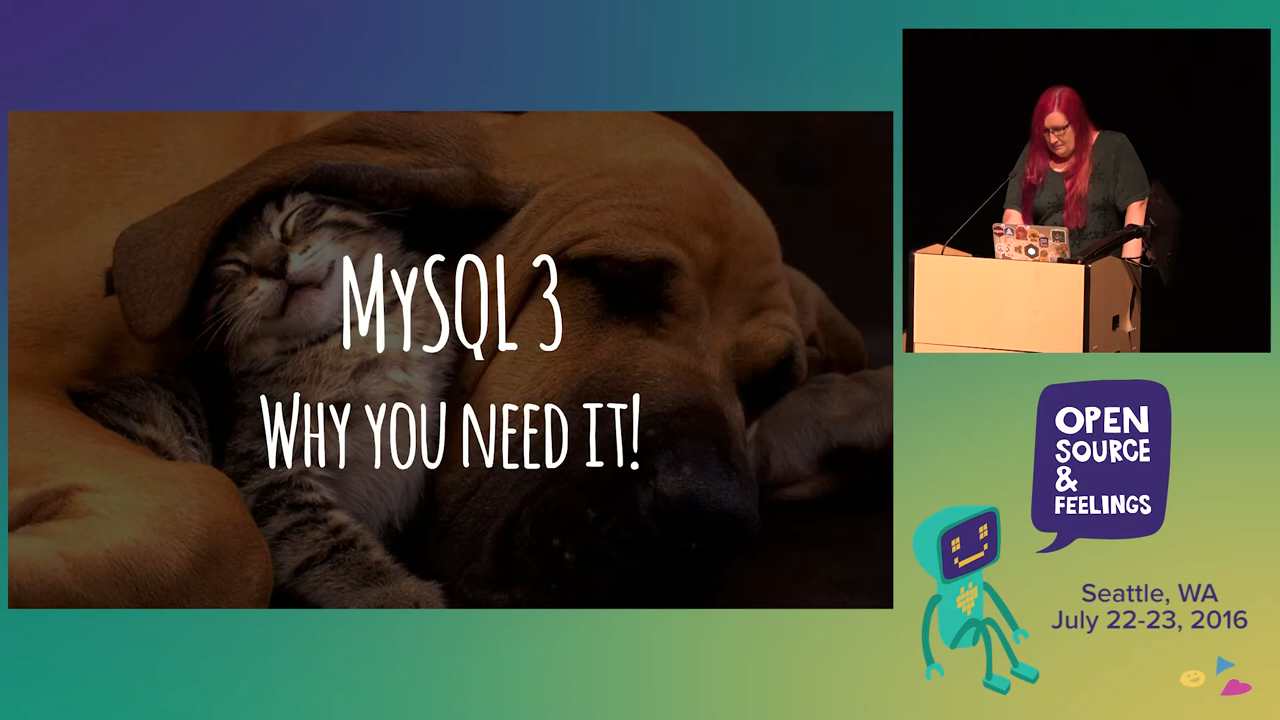 MySQL 3
Why you need it!
OPEN
SOURCE
&
FEELINGS
Seattle, WA
July 22-23, 2016